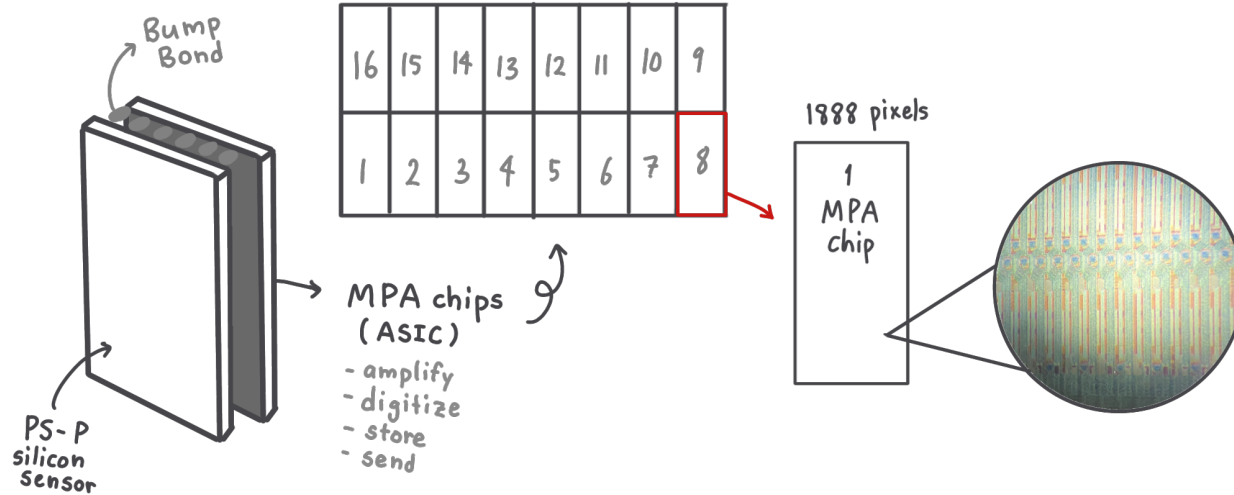 Bump
Bond
16 15 14 13 12 11 10 9
1 2 3 4 5 6 7 8
1888 pixels
1
MPA
chip
MPA chips
(ASIC)
- amplify
- digitize
- store
- send
PS-P
silicon
sensor